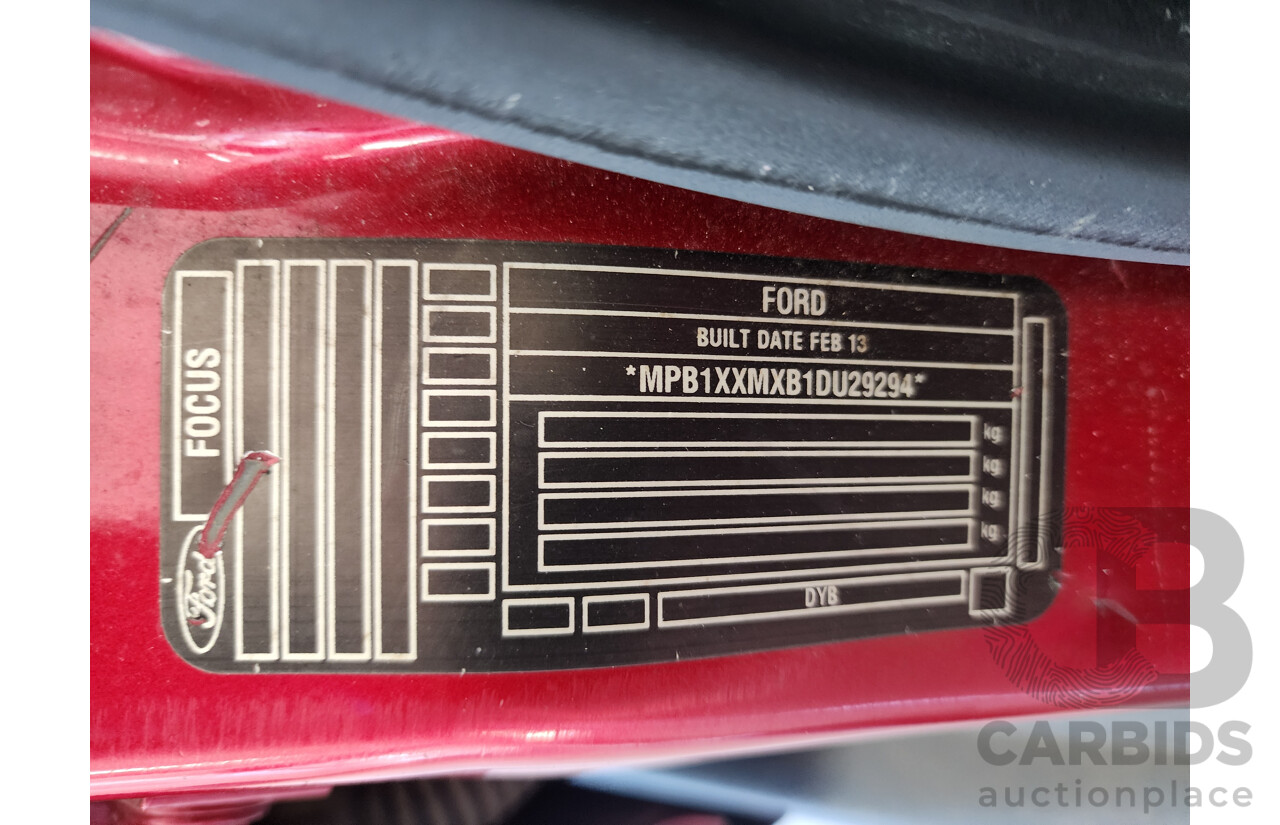 FORD
BUILT DATE FEB 13
*MPB1XXMXB1DU29294*
kg
kg
kg
kg
DYB
FOCUS
Ford
CARBIDS
auctionplace